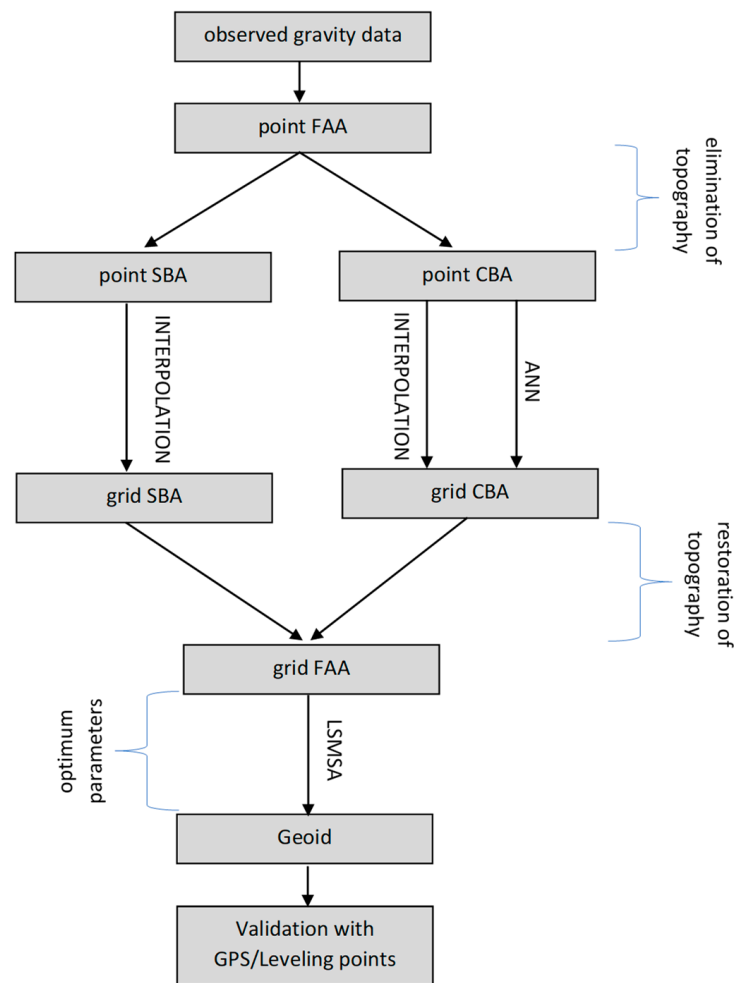 observed gravity data
point FAA
elimination of
topography
point SBA
point CBA
INTERPOLATION
INTERPOLATION
ANN
grid SBA
grid CBA
restoration of
topography
grid FAA
optimum
parameters
LSMSA
Geoid
Validation with
GPS/Leveling points